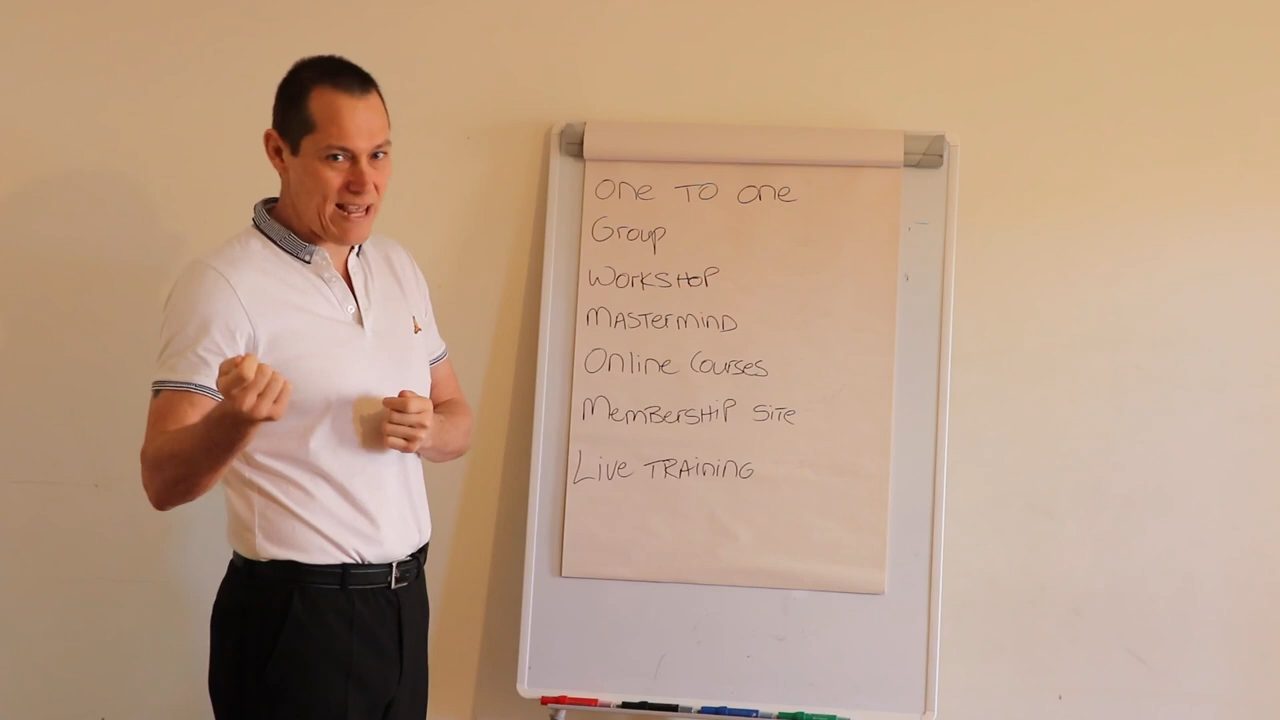 One to one
Group
Workshop
Mastermind
Online Courses
Membership Site
Live Training